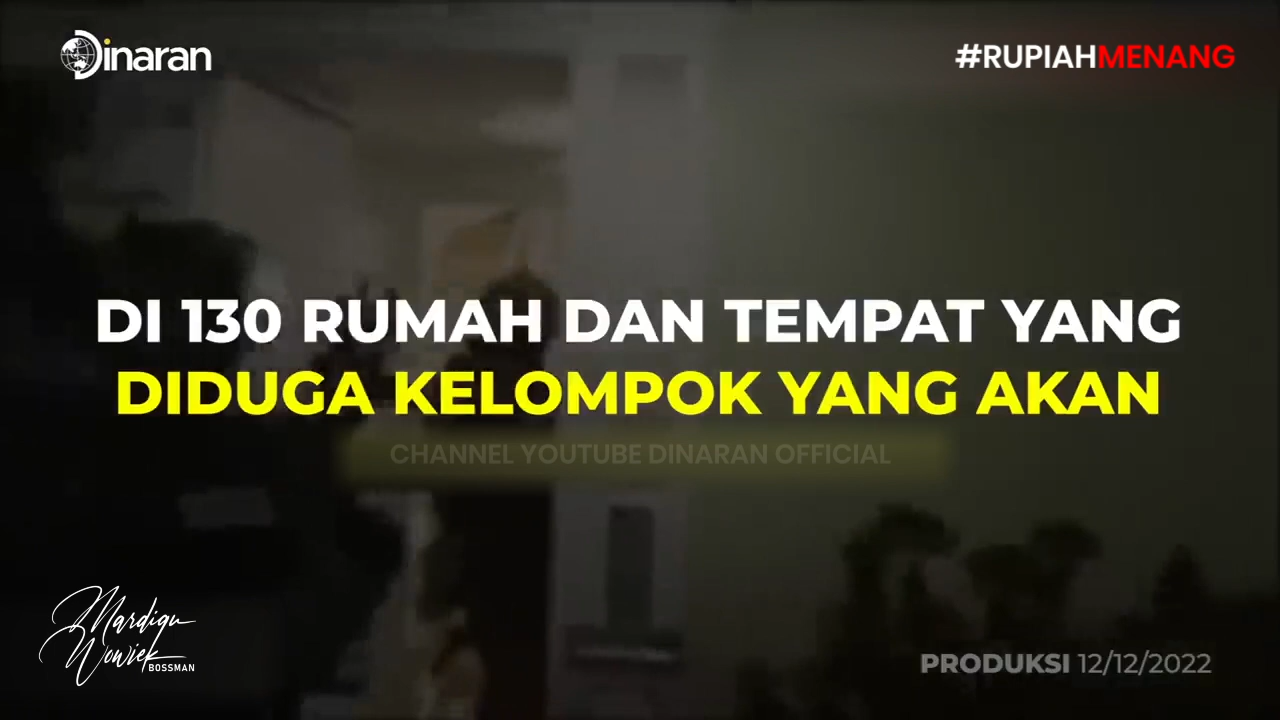 Dinaran
#RUPIAHMENANG
DI 130 RUMAH DAN TEMPAT YANG
DIDUGA KELOMPOK YANG AKAN
CHANNEL YOUTUBE DINARAN OFFICIAL
Mardigu
Wowiek
BOSSMAN
PRODUKSI 12/12/2022